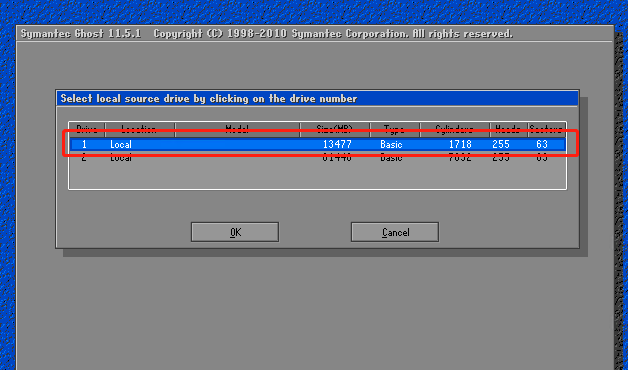 Symantec Ghost 11.5.1 Copyright (C) 1998-2010 Symantec Corporation. All rights reserved.
Select local source drive by clicking on the drive number
Drive Location Model Size(MB) Type Cylinders Heads Sectors
1 Local 13477 Basic 1718 255 63
2 Local Basic 255 63
OK Cancel